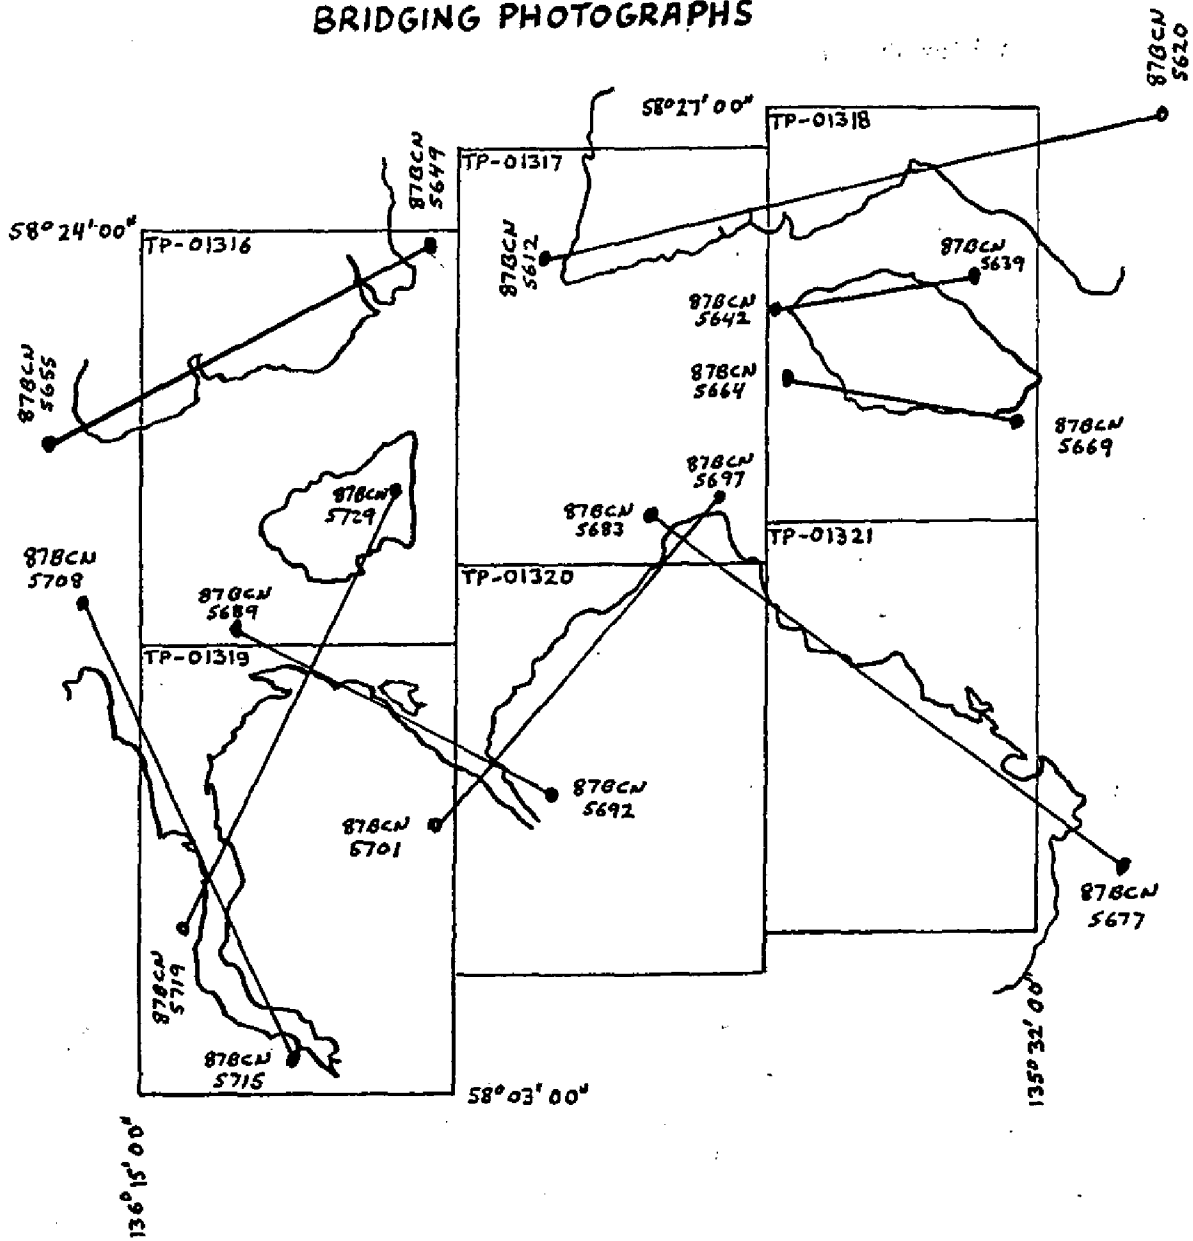 BRIDGING PHOTOGRAPHS
87BCN
5620
58°27'00"
TP-01318
TP-01317
87BCN
5649
58°24'00"
TP-01316
87BCN
5612
87BCN
5639
87BCN
5642
87BCN
5655
87BCN
5664
87BCN
5669
87BCN
5697
87BCN
5729
87BCN
5683
TP-01321
87BCN
5708
TP-01320
87BCN
5689
TP-01319
87BCN
5692
87BCN
5701
87BCN
5677
87BCN
5719
87BCN
5715
58°03'00"
135°32'00"
136°15'00"